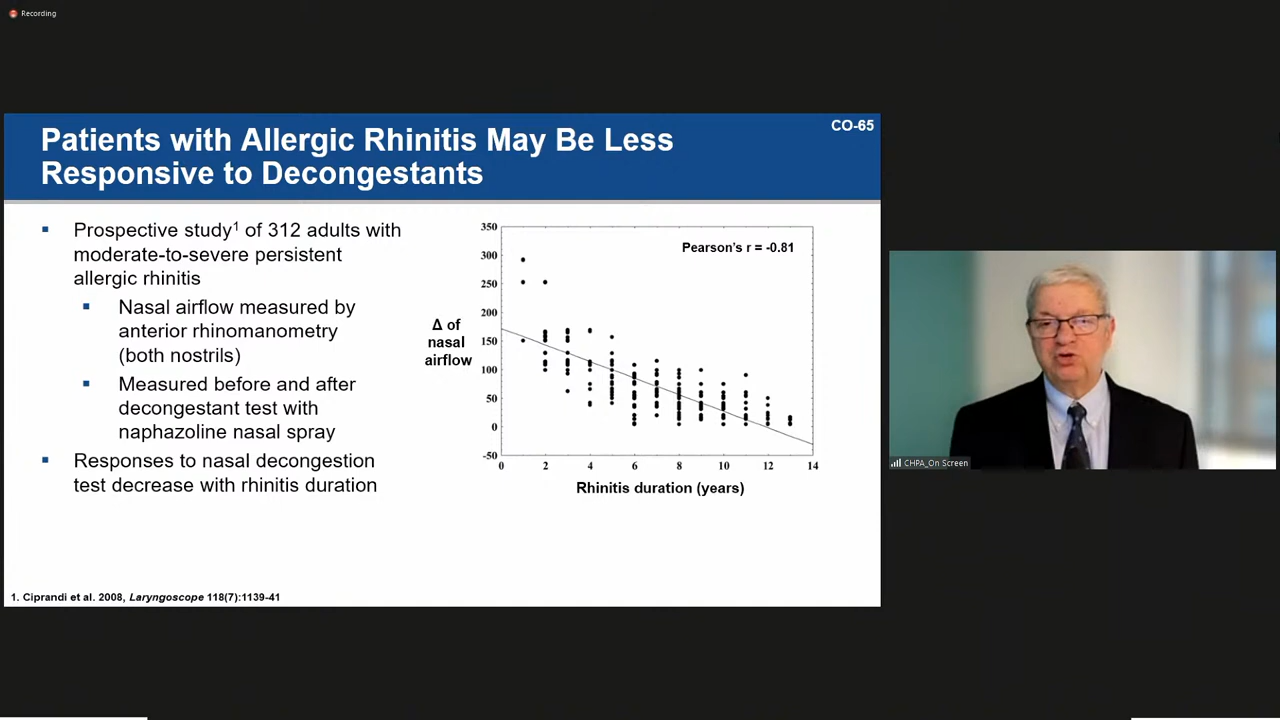 Recording
CO-65
Patients with Allergic Rhinitis May Be Less
Responsive to Decongestants
▪ Prospective study1 of 312 adults with
moderate-to-severe persistent
allergic rhinitis
▪ Nasal airflow measured by
anterior rhinomanometry
(both nostrils)
▪ Measured before and after
decongestant test with
naphazoline nasal spray
▪ Responses to nasal decongestion
test decrease with rhinitis duration
Δ of
nasal
airflow
350
300
250
200
150
100
50
0
-50
Pearson's r = -0.81
0 2 4 6 8 10 12 14
Rhinitis duration (years)
1. Ciprandi et al. 2008, Laryngoscope 118(7):1139-41
CHPA_On Screen